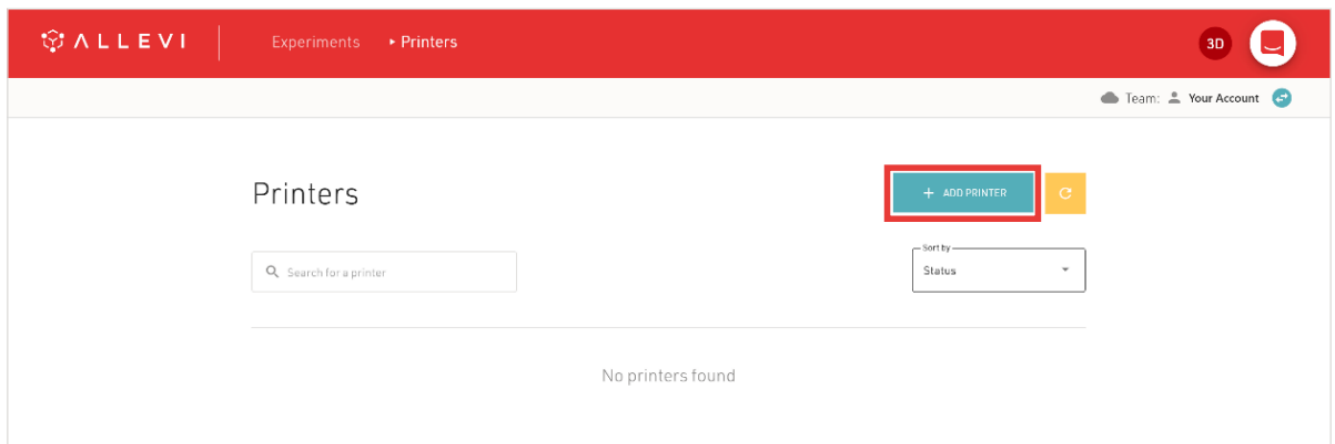 ALLEVI
Experiments
Printers
3D
Team: Your Account
Printers
+ ADD PRINTER
Search for a printer
Sort by
Status
No printers found